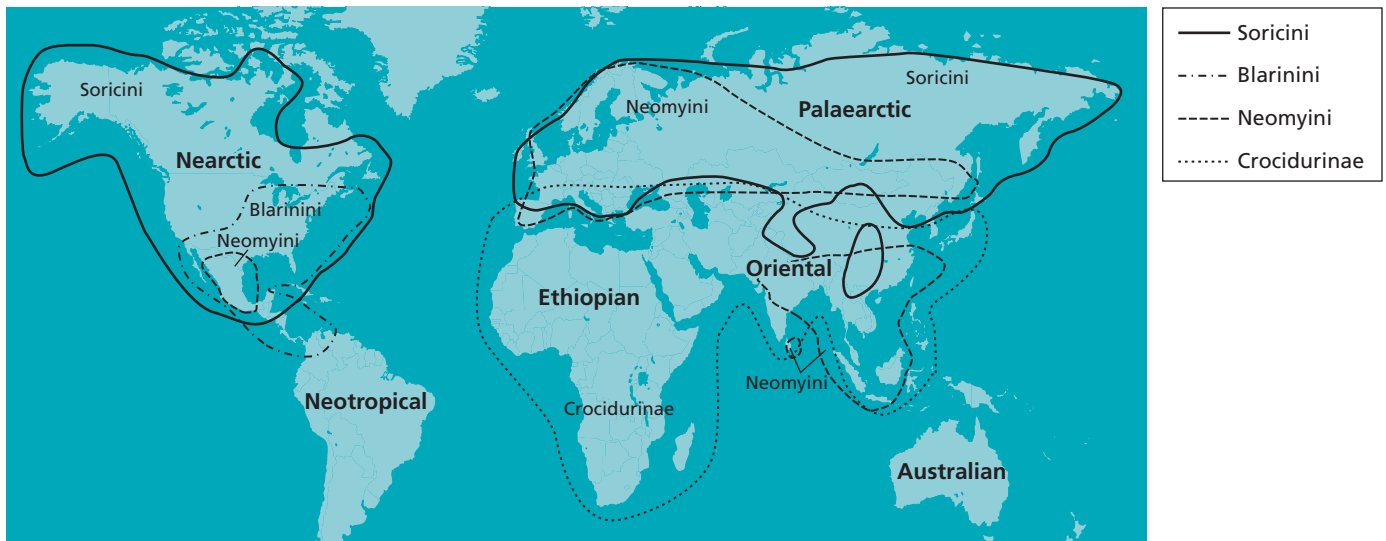 Soricini
Nearctic
Blarinini
Neomyini
Neotropical
Neomyini
Soricini
Palaearctic
Oriental
Ethiopian
Neomyini
Crocidurinae
Australian
Soricini
Blarinini
Neomyini
Crocidurinae